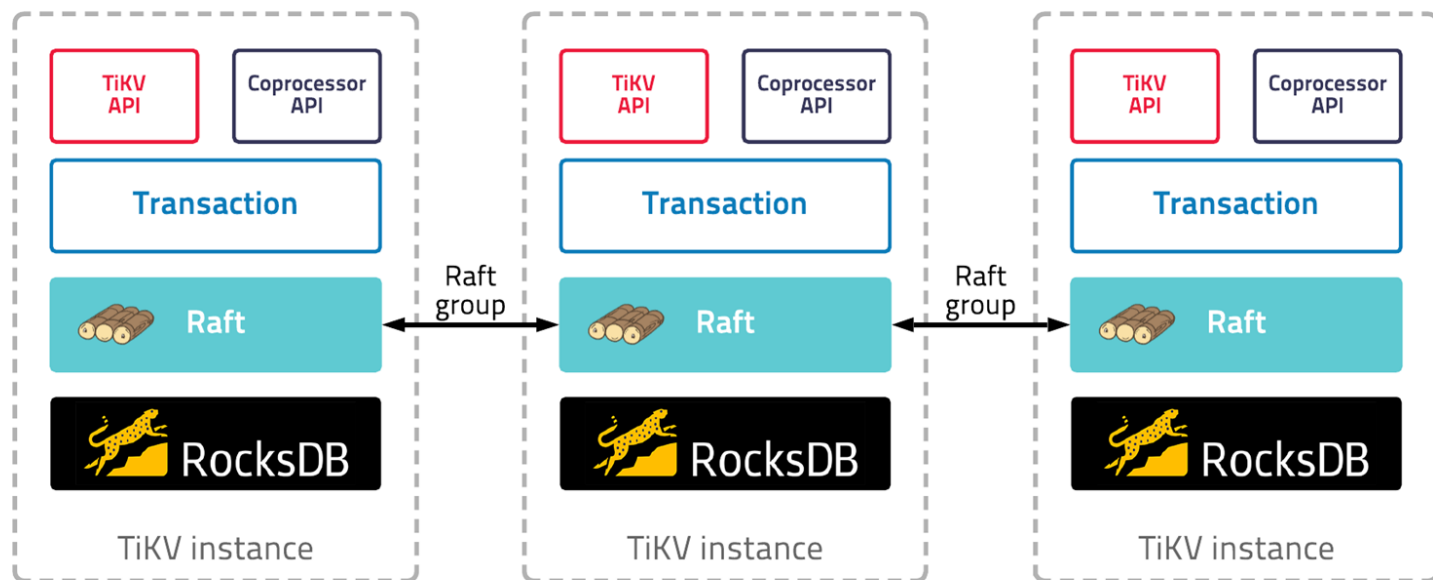 TiKV
API
Coprocessor
API
Transaction
Raft
RocksDB
TiKV instance
Raft
group
TiKV
API
Coprocessor
API
Transaction
Raft
RocksDB
TiKV instance
Raft
group
TiKV
API
Coprocessor
API
Transaction
Raft
RocksDB
TiKV instance